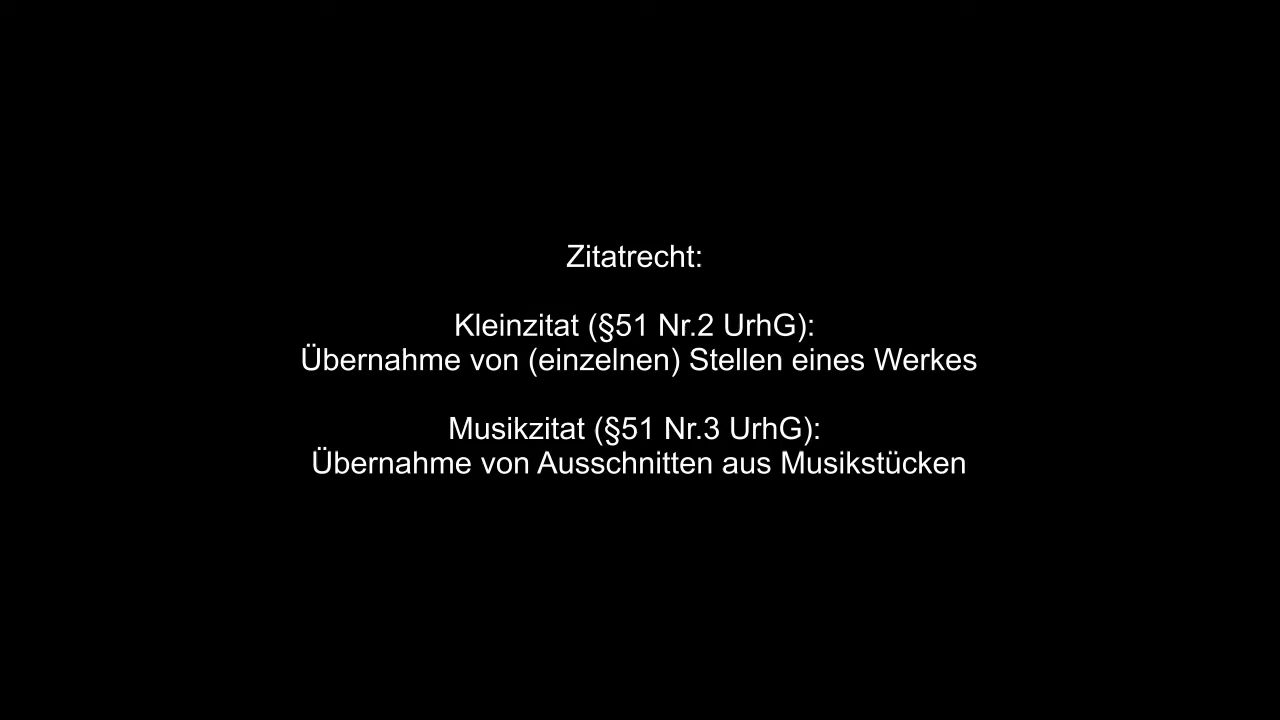 Zitatrecht:
Kleinzitat (§51 Nr.2 UrhG):
Übernahme von (einzelnen) Stellen eines Werkes
Musikzitat (§51 Nr.3 UrhG):
Übernahme von Ausschnitten aus Musikstücken